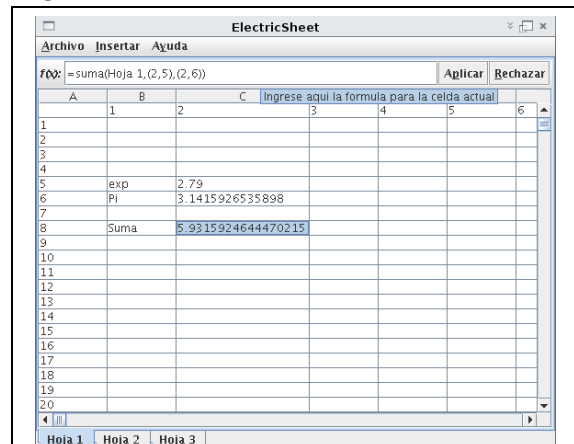 ElectricSheet
Archivo Insertar Ayuda
f(x): =suma(Hoja 1,(2,5),(2,6)) Aplicar Rechazar
A B C Ingrese aqui la formula para la celda actual
1 2 3 4 5 6
1
2
3
4
5 exp 2.79
6 Pi 3.1415926535898
7
8 Suma 5.9315924644470215
9
10
11
12
13
14
15
16
17
18
19
20
Hoja 1 Hoja 2 Hoja 3